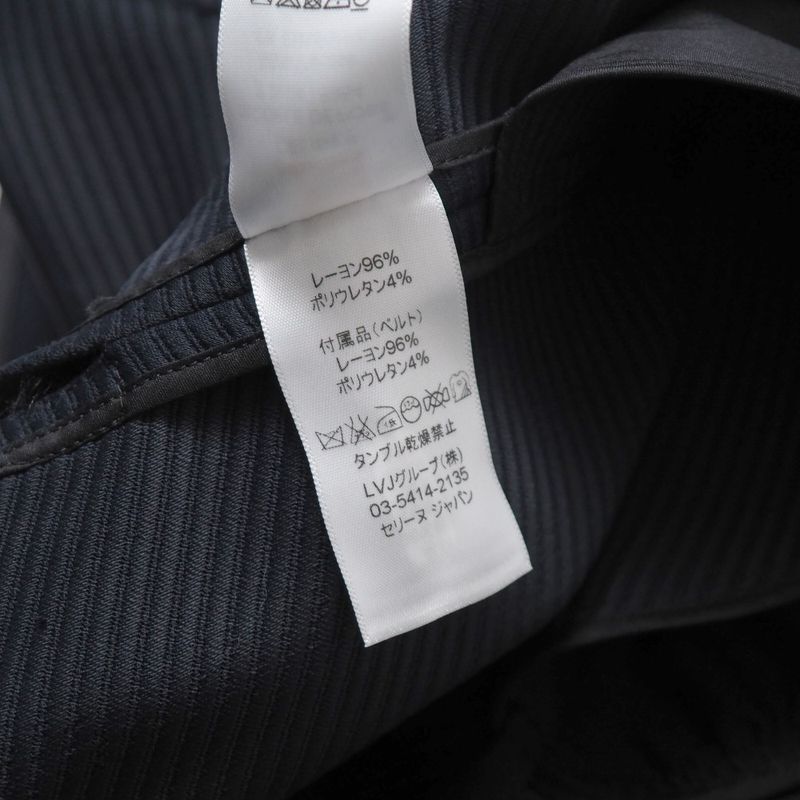 レーヨン96%
ポリウレタン4%
付属品(ベルト)
レーヨン96%
ポリウレタン4%
タンブル乾燥禁止
LVJグループ(株)
03-5414-2135
セリーヌ ジャパン